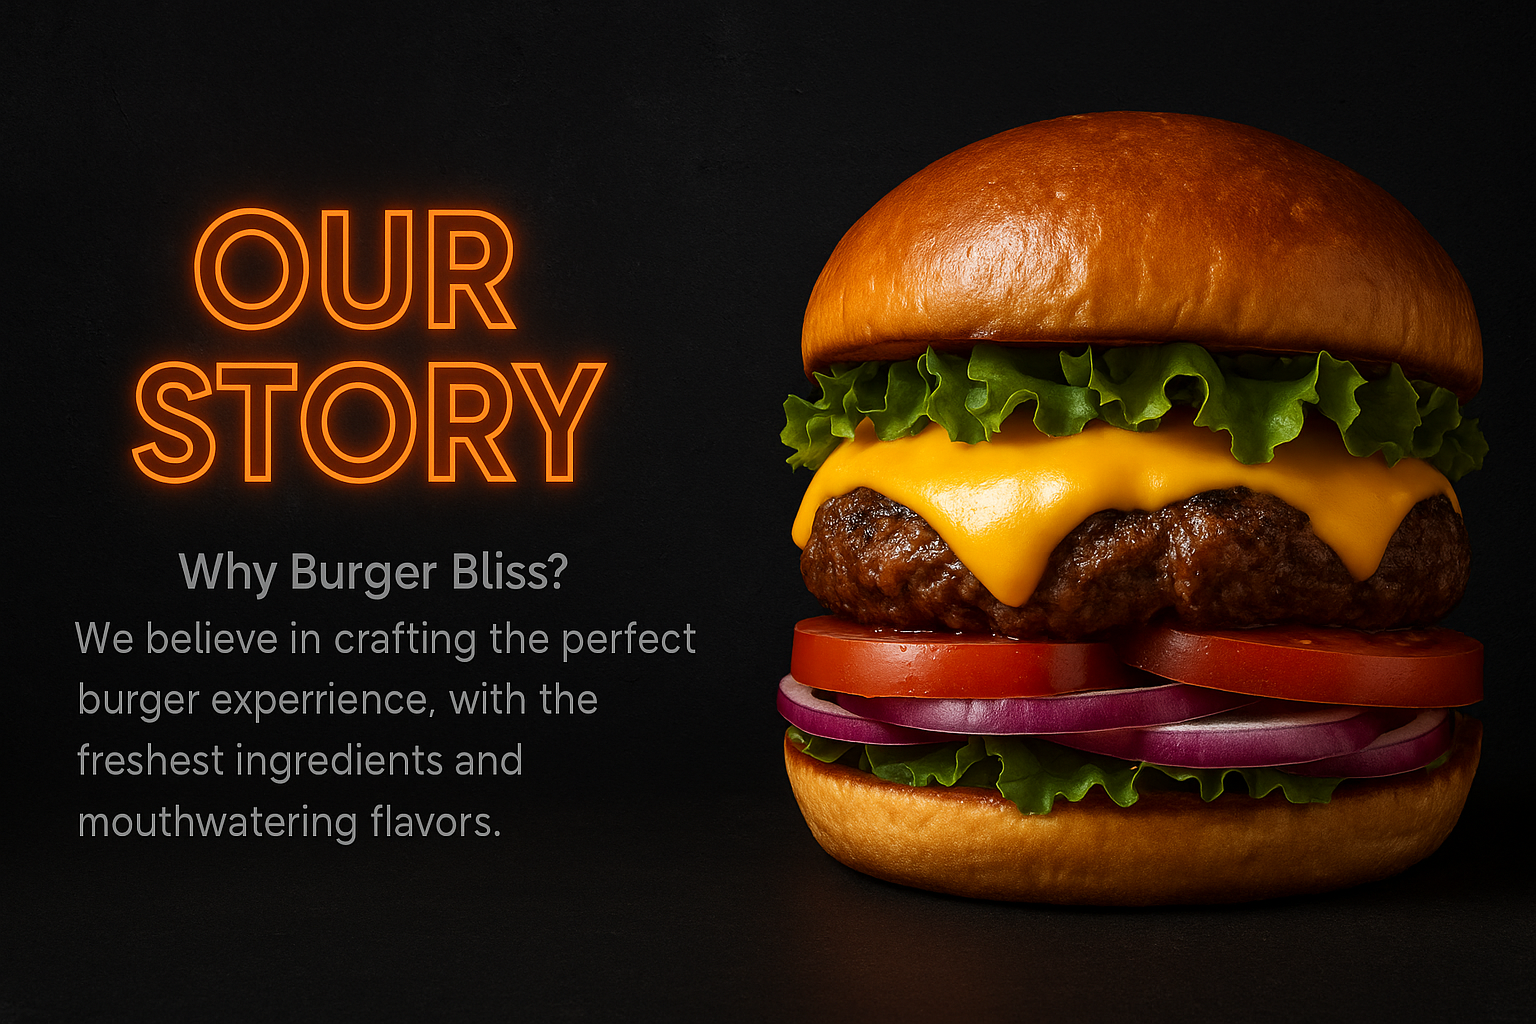 OUR
STORY
Why Burger Bliss?
We believe in crafting the perfect
burger experrience, with the
freshest ingredients and
mouthwatering flavors.